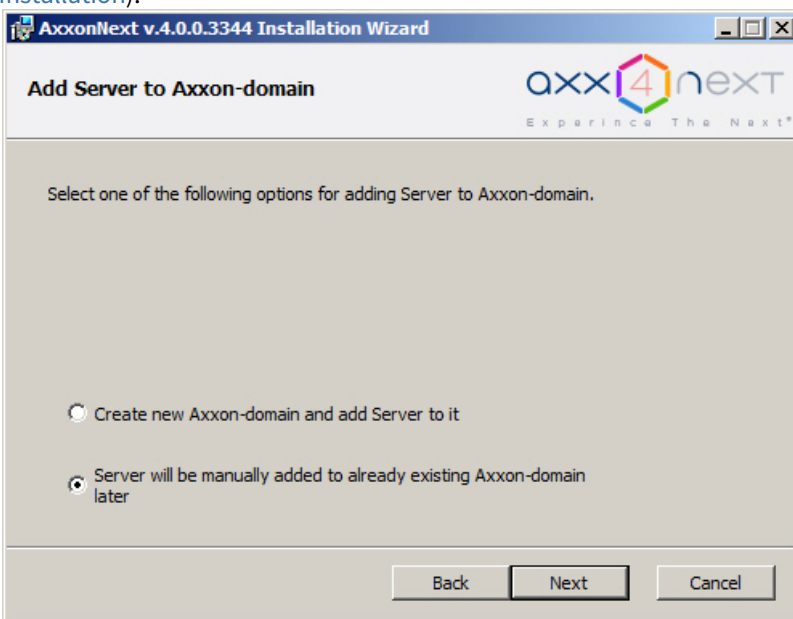 Installation).
AxxonNext v.4.0.0.3344 Installation Wizard
Add Server to Axxon-domain
axx4next
Experince The Next®
Select one of the following options for adding Server to Axxon-domain.
Create new Axxon-domain and add Server to it
Server will be manually added to already existing Axxon-domain
later
Back Next Cancel